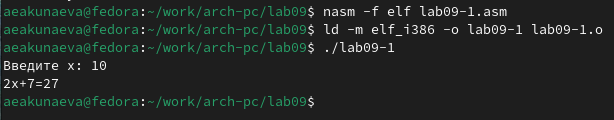 aeakunaeva@fedora:~/work/arch-pc/lab09$ nasm -f elf lab09-1.asm
aeakunaeva@fedora:~/work/arch-pc/lab09$ ld -m elf_i386 -o lab09-1 lab09-1.o
aeakunaeva@fedora:~/work/arch-pc/lab09$ ./lab09-1
Введите x: 10
2x+7=27
aeakunaeva@fedora:~/work/arch-pc/lab09$